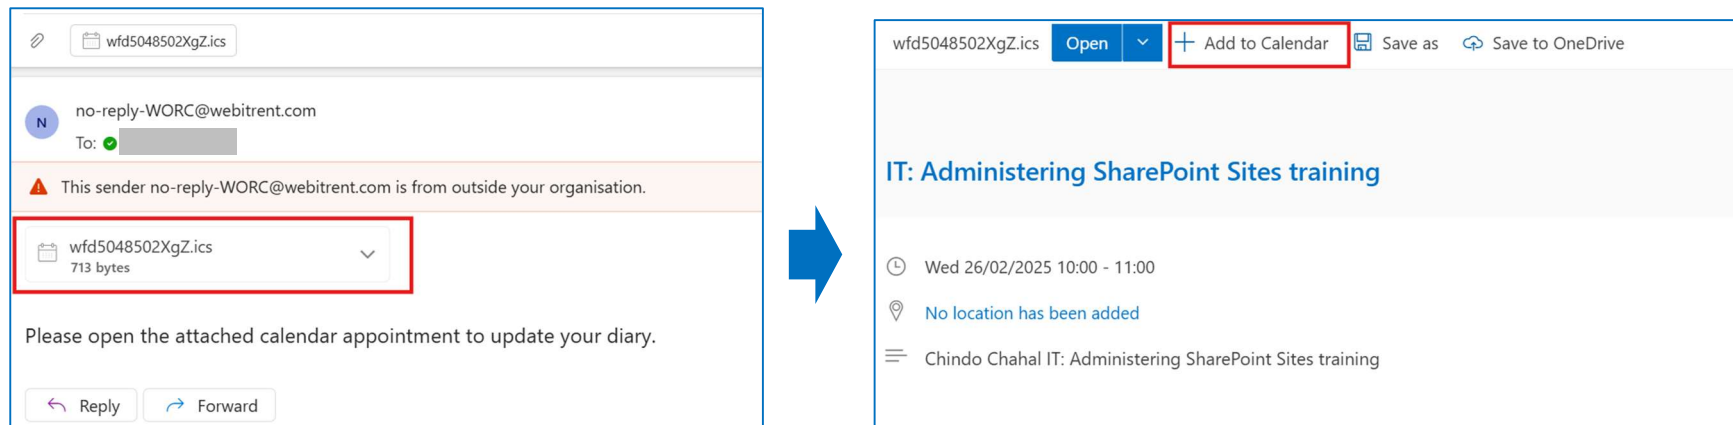 wfd5048502XgZ.ics
N
no-reply-WORC@webitrent.com
To:
This sender no-reply-WORC@webitrent.com is from outside your organisation.
wfd5048502XgZ.ics
713 bytes
Please open the attached calendar appointment to update your diary.
Reply Forward
wfd5048502XgZ.ics Open Add to Calendar Save as Save to OneDrive
IT: Administering SharePoint Sites training
Wed 26/02/2025 10:00 - 11:00
No location has been added
Chindo Chahal IT: Administering SharePoint Sites training